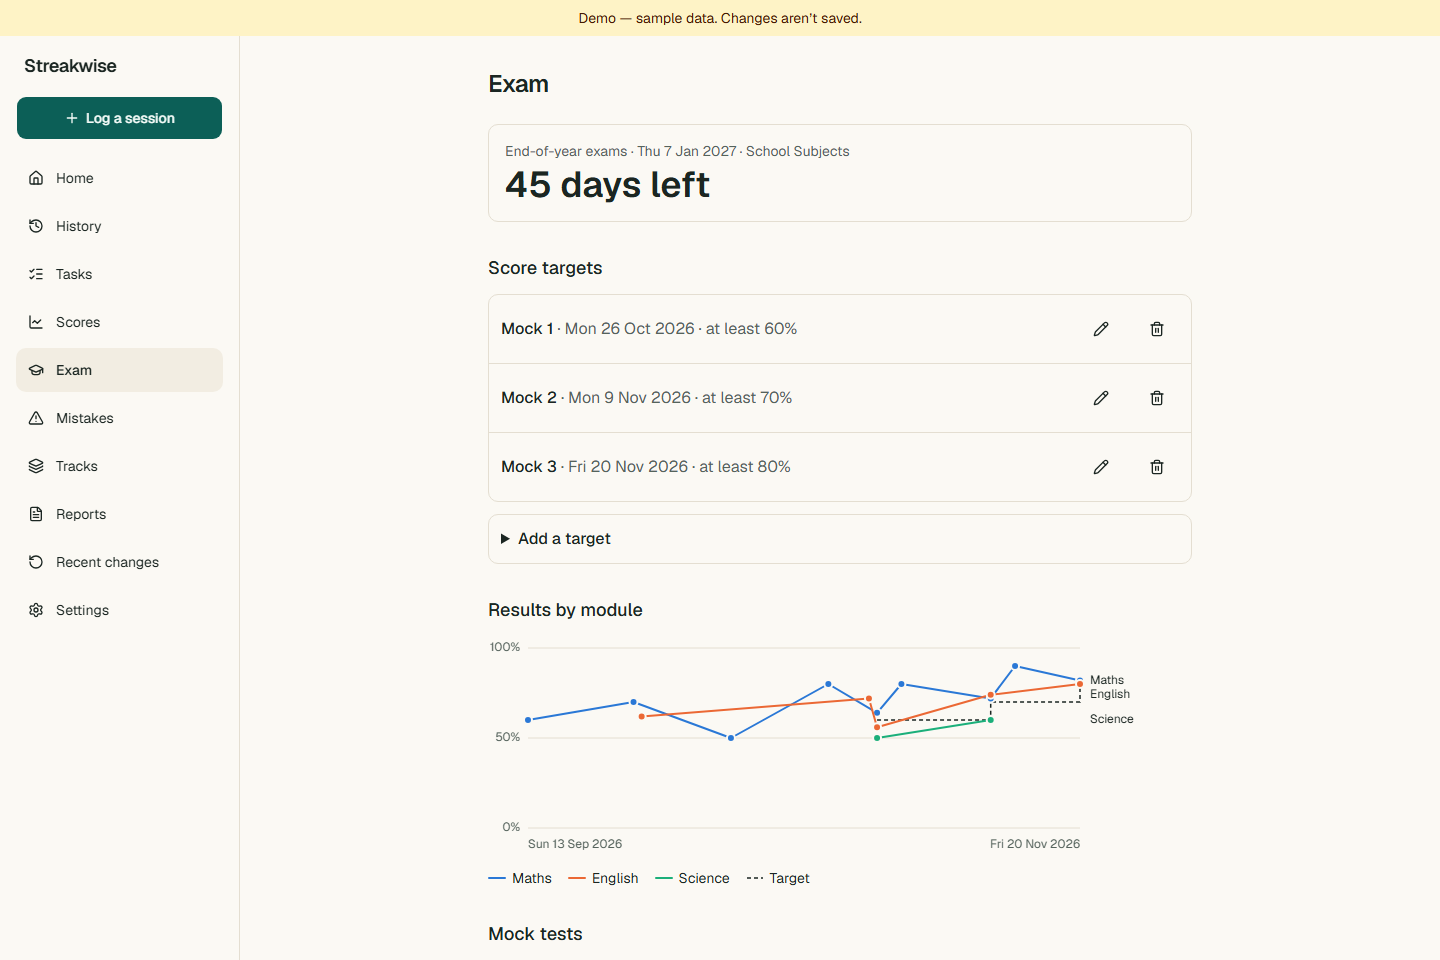 Demo — sample data. Changes aren’t saved.
Streakwise
Log a session
Home
History
Tasks
Scores
Exam
Mistakes
Tracks
Reports
Recent changes
Settings
Exam
End-of-year exams · Thu 7 Jan 2027 · School Subjects
45 days left
Score targets
Mock 1 · Mon 26 Oct 2026 · at least 60%
Mock 2 · Mon 9 Nov 2026 · at least 70%
Mock 3 · Fri 20 Nov 2026 · at least 80%
Add a target
Results by module
100%
50%
0%
Maths
English
Science
Sun 13 Sep 2026
Fri 20 Nov 2026
Maths
English
Science
Target
Mock tests